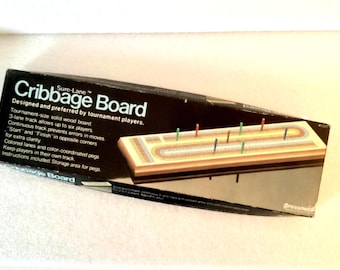 Sure-Lane™
Cribbage Board
Designed and preferred by tournament players.
Tournament-size solid wood board
3-lane track allows up to six players.
Continuous track prevents errors in moves.
"Start" and "Finish" in opposite corners
for extra clarity.
Colored lanes and color-coordinated pegs
Keep players in their own track.
Instructions included. Storage area for pegs.
Pressman
Cribbage Board